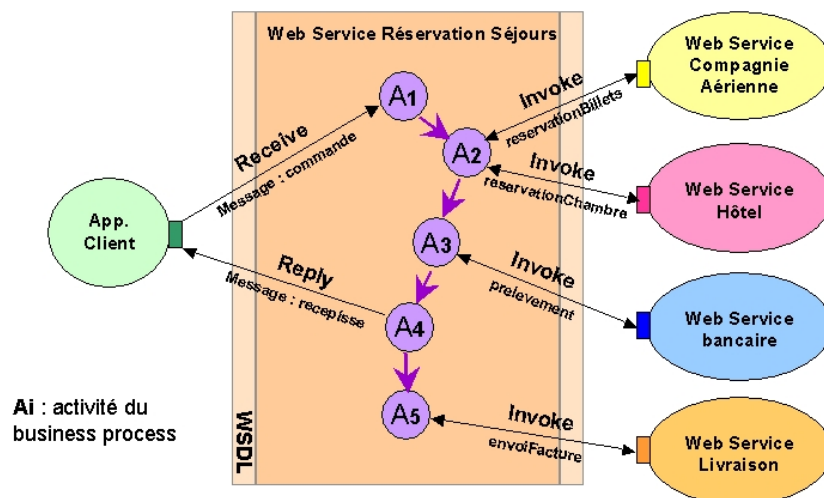 Web Service Réservation Séjours
Web Service
Compagnie
Aérienne
A1
Invoke
reservationBillets
Receive
Message : commande
A2
Invoke
reservationChambre
Web Service
Hôtel
App.
Client
A3
Reply
Message : recepisse
Invoke
prelevement
Web Service
bancaire
A4
Ai : activité du
business process
WSDL
A5
Invoke
envoiFacture
Web Service
Livraison